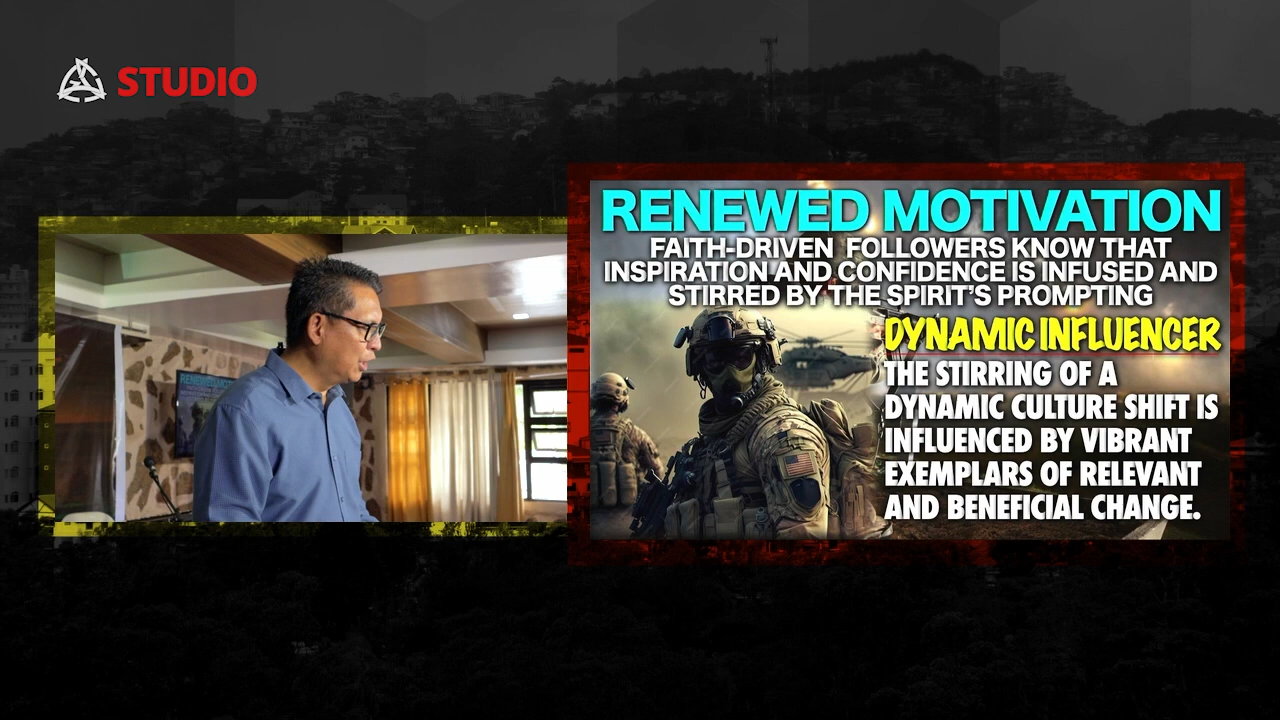 STUDIO
RENEWED MOTIVATION
FAITH-DRIVEN FOLLOWERS KNOW THAT
INSPIRATION AND CONFIDENCE IS INFUSED AND
STIRRED BY THE SPIRIT'S PROMPTING
DYNAMIC INFLUENCER
THE STIRRING OF A
DYNAMIC CULTURE SHIFT IS
INFLUENCED BY VIBRANT
EXEMPLARS OF RELEVANT
AND BENEFICIAL CHANGE.